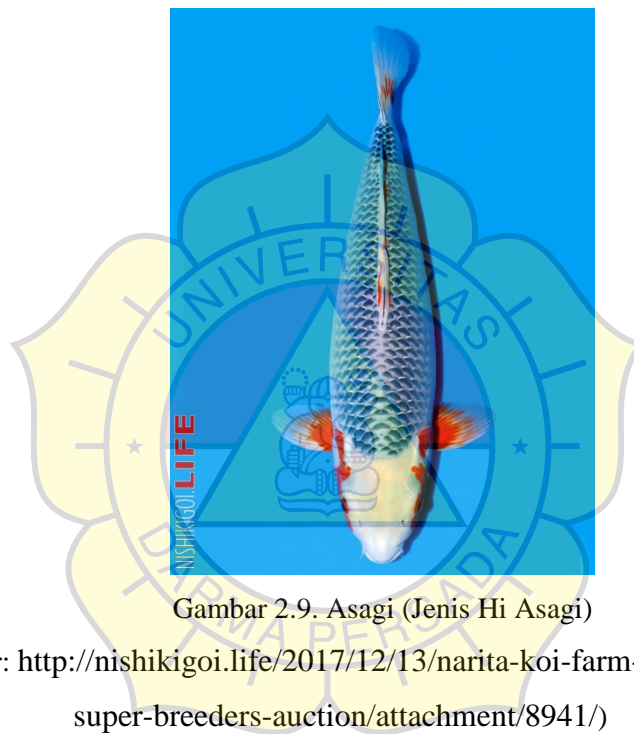 UNIVERSITAS
NISHIKIGOI.LIFE
DARMA PERSADA
Gambar 2.9. Asagi (Jenis Hi Asagi)
: http://nishikigoi.life/2017/12/13/narita-koi-farm-
super-breeders-auction/attachment/8941/)